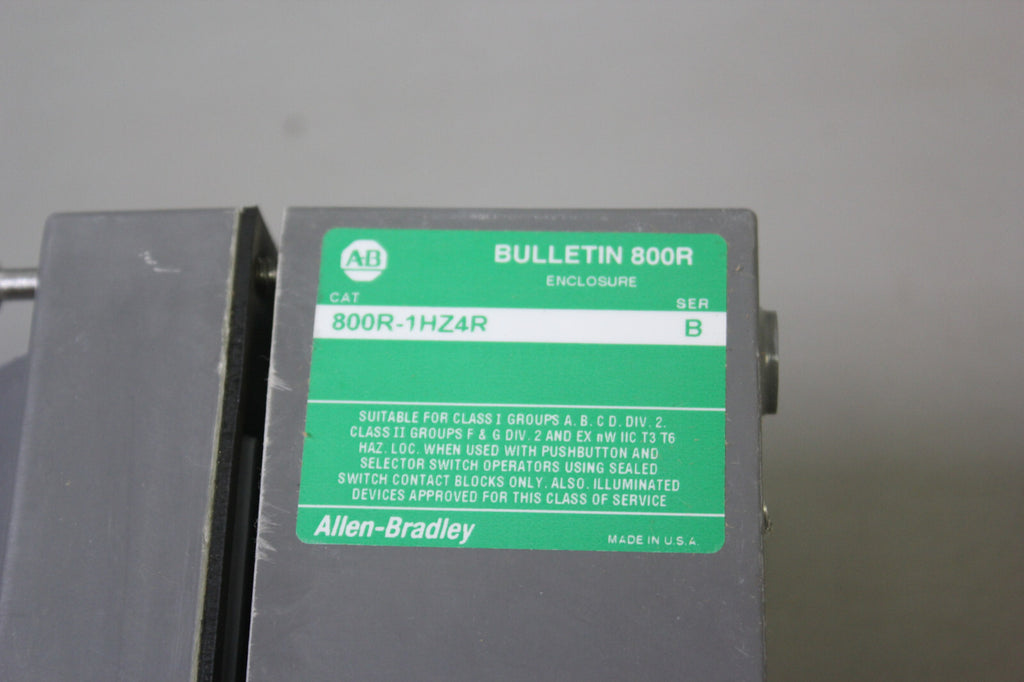 AB
BULLETIN 800R
ENCLOSURE
CAT
SER
800R-1HZ4R
B
SUITABLE FOR CLASS I GROUPS A. B. C D. DIV. 2.
CLASS II GROUPS F & G DIV. 2 AND EX nW IIC T3 T6
HAZ. LOC. WHEN USED WITH PUSHBUTTON AND
SELECTOR SWITCH OPERATORS USING SEALED
SWITCH CONTACT BLOCKS ONLY. ALSO. ILLUMINATED
DEVICES APPROVED FOR THIS CLASS OF SERVICE
Allen-Bradley
MADE IN U.S.A.